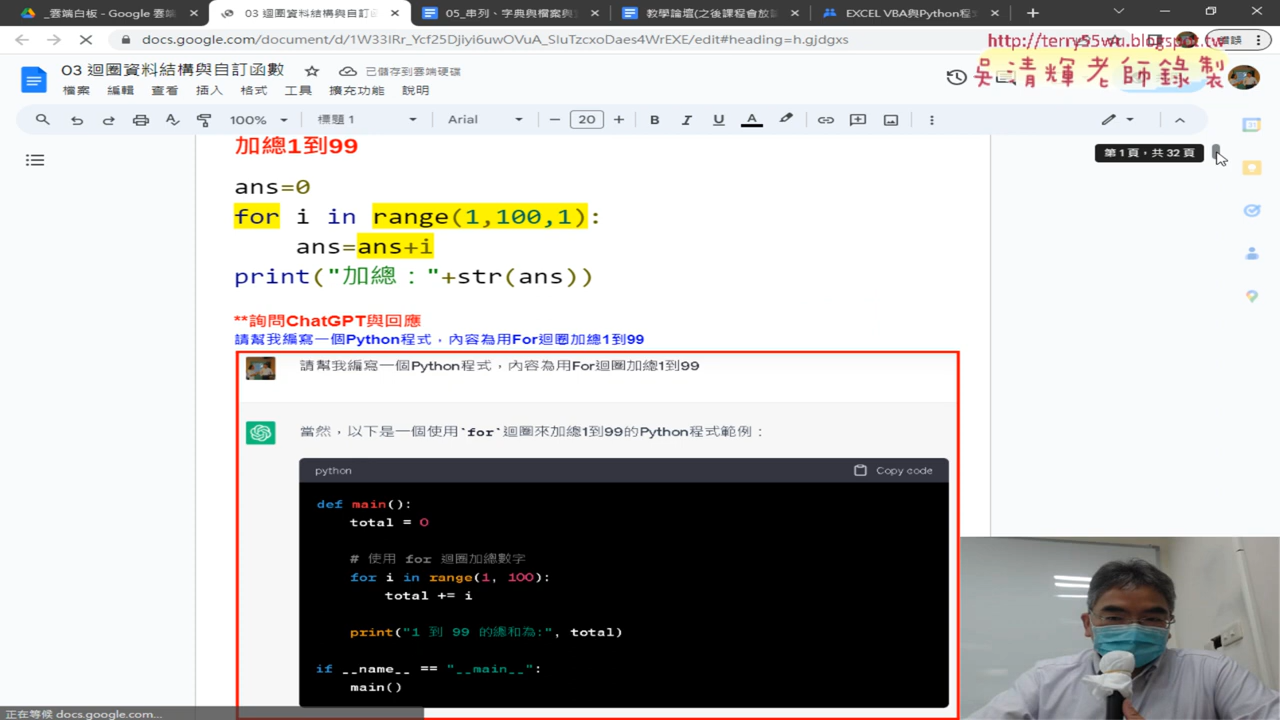 _雲端白板 - Google 雲端
03 迴圈資料結構與自訂函
05_串列、字典與檔案與
教學論壇(之後課程會放
EXCEL VBA與Python程
docs.google.com/document/d/1W33IRr_Ycf25Djiyi6uwOVuA_SIuTzcxoDaes4WrEXE/edit#heading=h.gjdgxs
http://terry55wu.blogspot.tw
吳清輝老師錄製
03 迴圈資料結構與自訂函數
已儲存到雲端硬碟
檔案 編輯 查看 插入 格式 工具 擴充功能 說明
100% 標題 1 Arial 20 B I U A
第 1 頁，共 32 頁
加總1到99
ans=0
for i in range(1,100,1):
ans=ans+i
print("加總："+str(ans))
**詢問ChatGPT與回應
請幫我編寫一個Python程式，內容為用For迴圈加總1到99
請幫我編寫一個Python程式，內容為用For迴圈加總1到99
當然，以下是一個使用`for`迴圈來加總1到99的Python程式範例：
python Copy code
def main():
total = 0
# 使用 for 迴圈加總數字
for i in range(1, 100):
total += i
print("1 到 99 的總和為:", total)
if __name__ == "__main__":
main()
正在等候 docs.google.com...